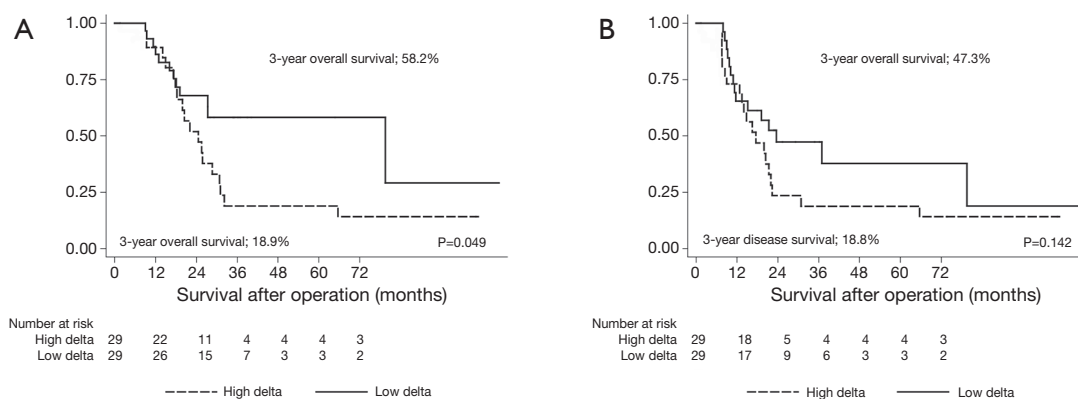 A
1.00
0.75
0.50
0.25
0.00
3-year overall survival; 58.2%
3-year overall survival; 18.9%
P=0.049
0 12 24 36 48 60 72
Survival after operation (months)
Number at risk
High delta 29 22 11 4 4 4 3
Low delta 29 26 15 7 3 3 2
High delta Low delta
B
1.00
0.75
0.50
0.25
0.00
3-year overall survival; 47.3%
3-year disease survival; 18.8%
P=0.142
0 12 24 36 48 60 72
Survival after operation (months)
Number at risk
High delta 29 18 5 4 4 4 3
Low delta 29 17 9 6 3 3 2
High delta Low delta